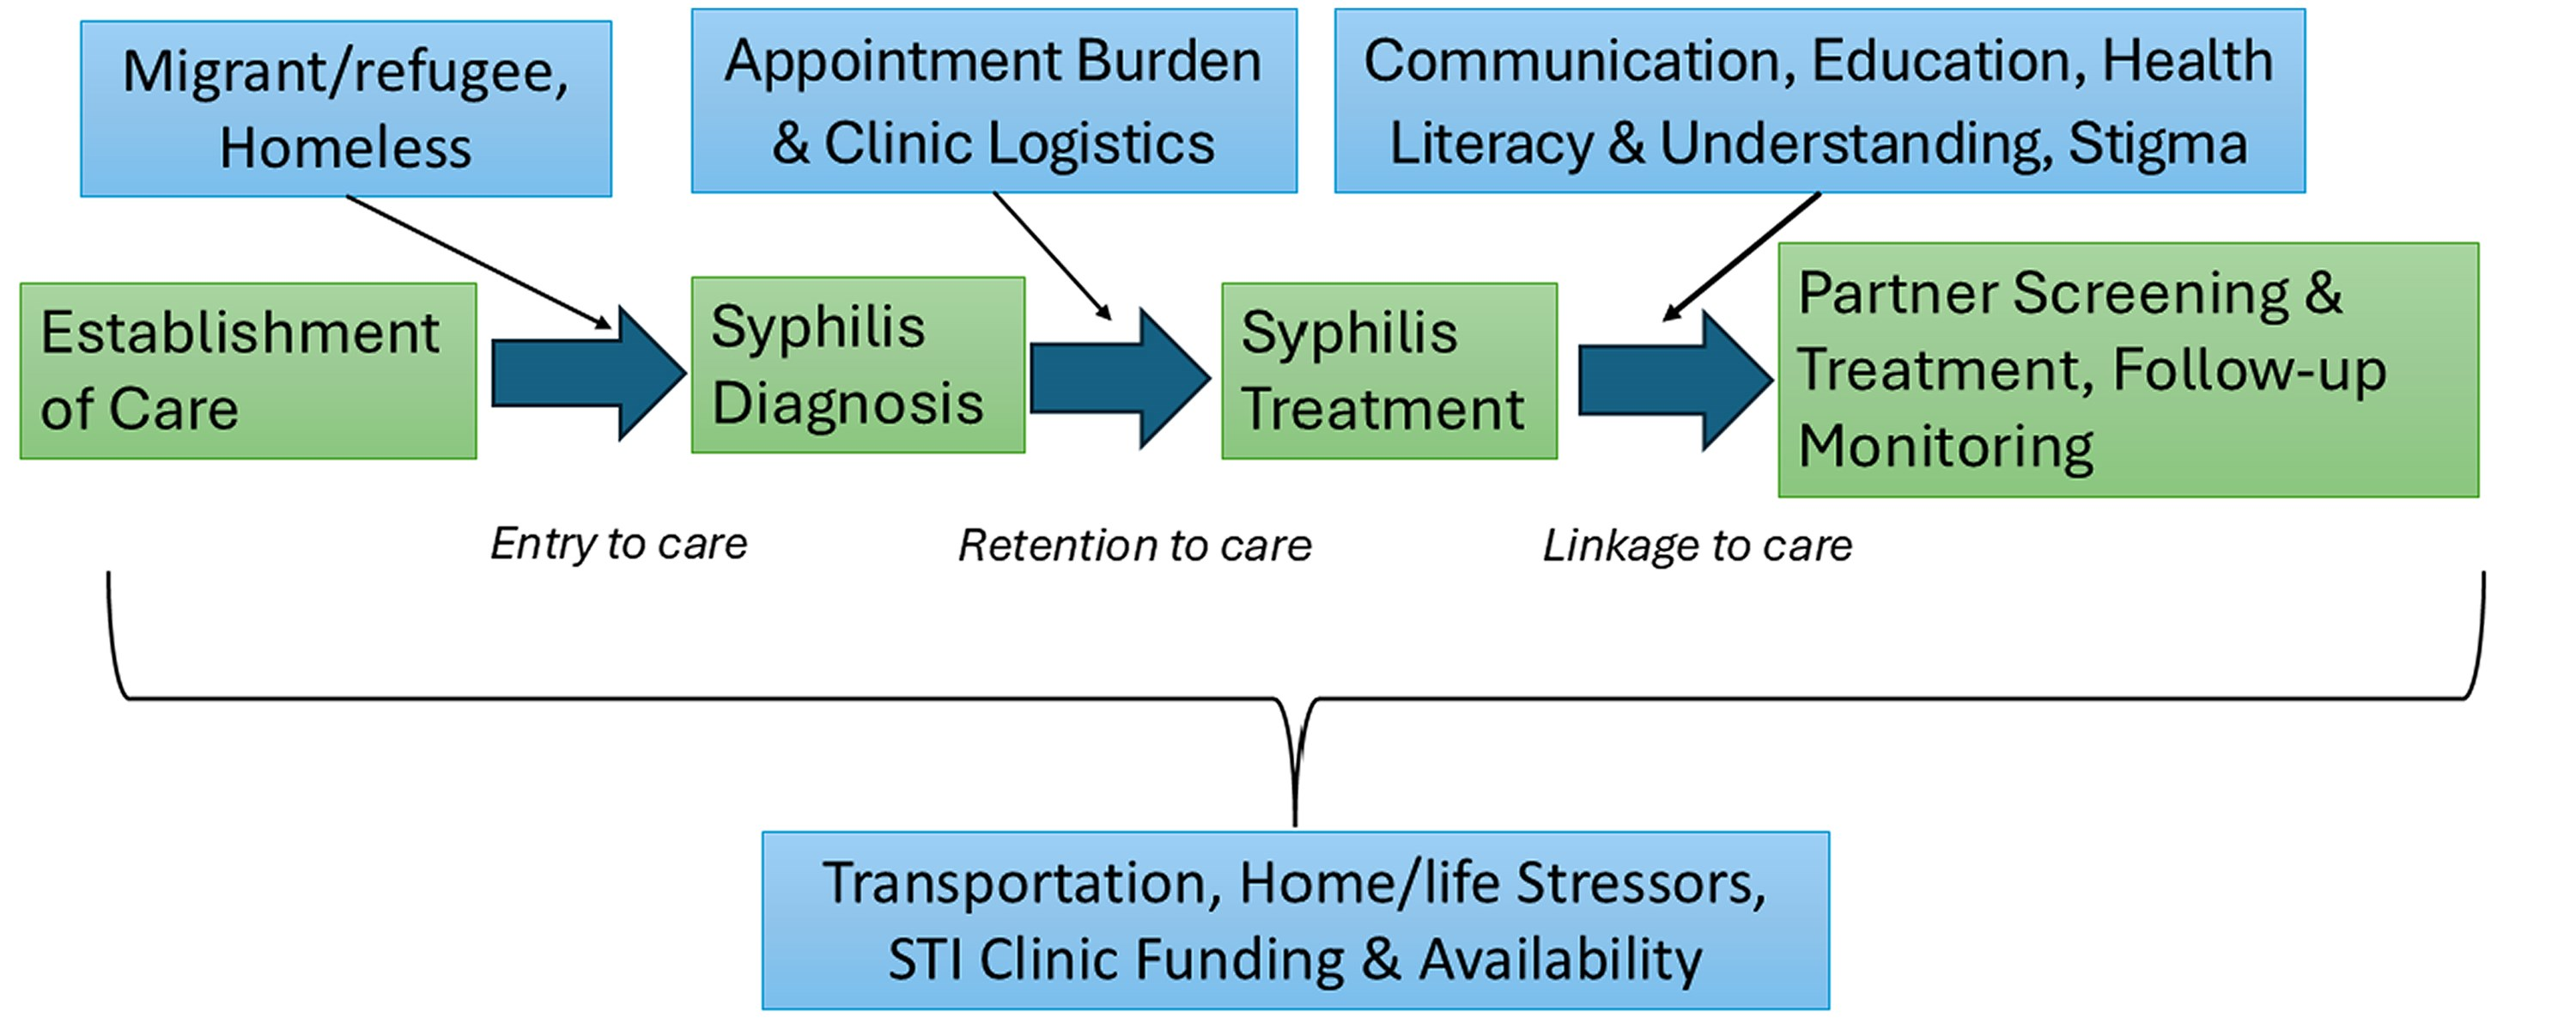 Migrant/refugee,
Homeless
Appointment Burden
& Clinic Logistics
Communication, Education, Health
Literacy & Understanding, Stigma
Establishment
of Care
Syphilis
Diagnosis
Syphilis
Treatment
Partner Screening &
Treatment, Follow-up
Monitoring
Entry to care
Retention to care
Linkage to care
Transportation, Home/life Stressors,
STI Clinic Funding & Availability